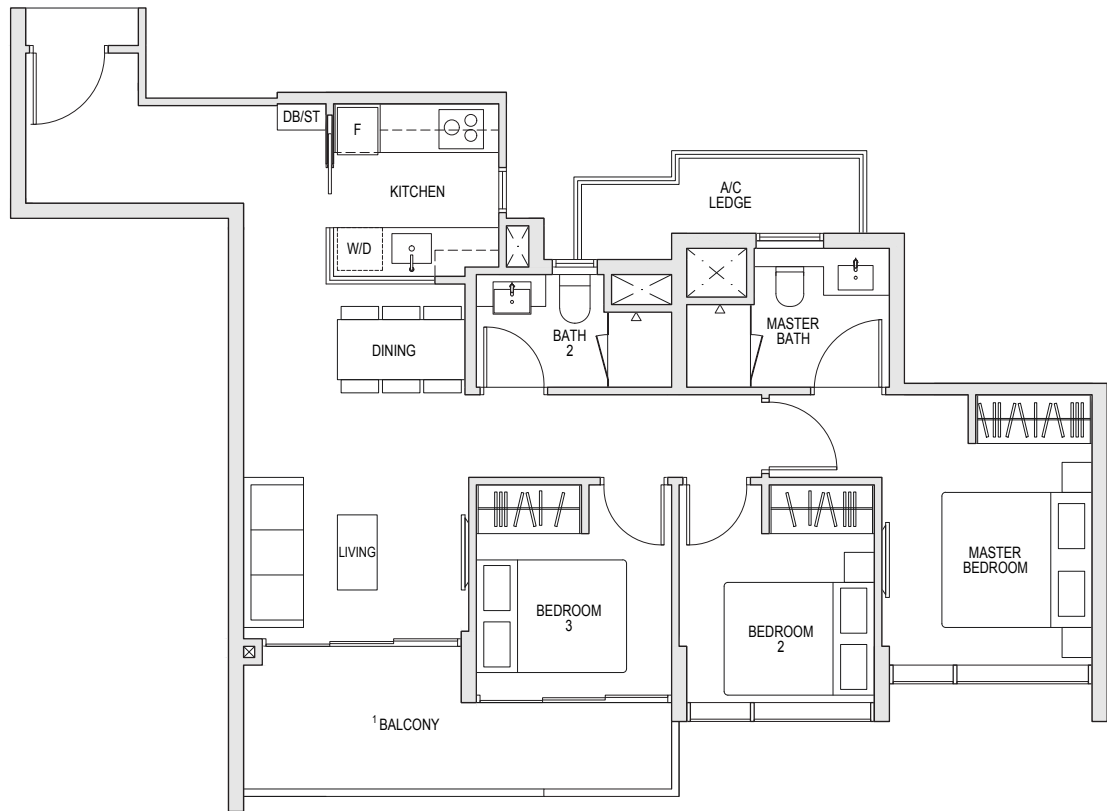 DB/ST
F
KITCHEN
A/C
LEDGE
W/D
BATH
2
MASTER
BATH
DINING
LIVING
MASTER
BEDROOM
BEDROOM
3
BEDROOM
2
1 BALCONY